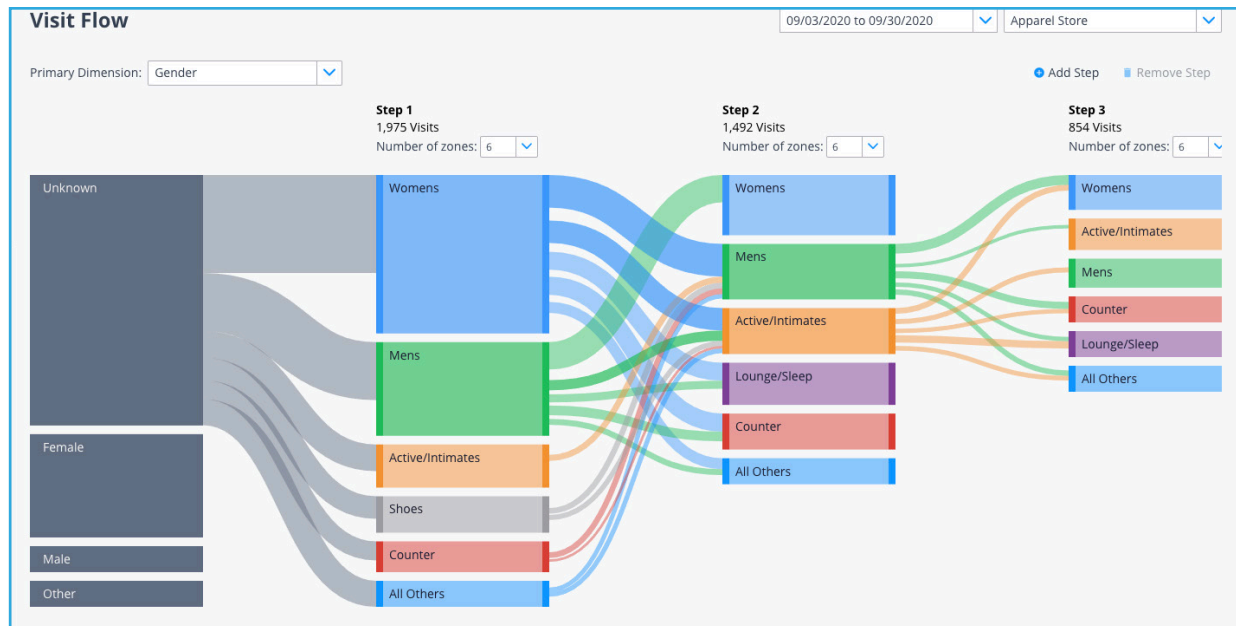 Visit Flow
09/03/2020 to 09/30/2020
Apparel Store
Primary Dimension: Gender
Add Step
Remove Step
Step 1
1,975 Visits
Number of zones: 6
Step 2
1,492 Visits
Number of zones: 6
Step 3
854 Visits
Number of zones: 6
Unknown
Female
Male
Other
Womens
Mens
Active/Intimates
Shoes
Counter
All Others
Womens
Mens
Active/Intimates
Lounge/Sleep
Counter
All Others
Womens
Active/Intimates
Mens
Counter
Lounge/Sleep
All Others